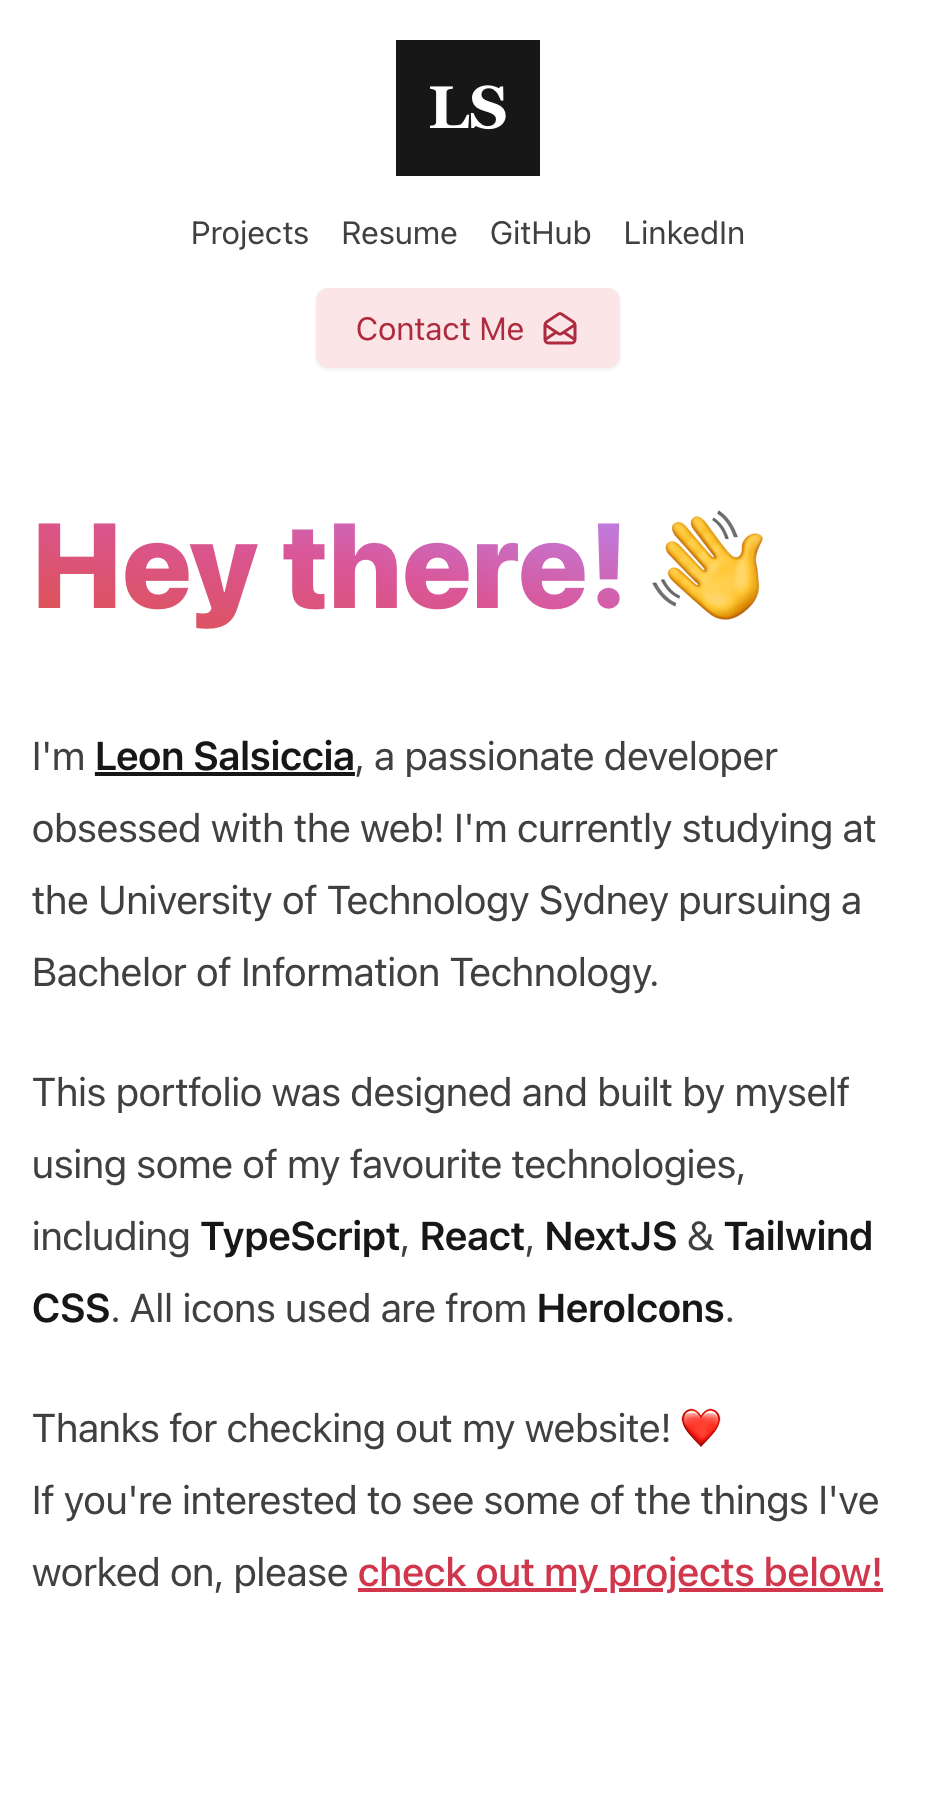 LS
Projects Resume GitHub LinkedIn
Contact Me
Hey there! 👋
I'm Leon Salsiccia, a passionate developer
obsessed with the web! I'm currently studying at
the University of Technology Sydney pursuing a
Bachelor of Information Technology.
This portfolio was designed and built by myself
using some of my favourite technologies,
including TypeScript, React, NextJS & Tailwind
CSS. All icons used are from HeroIcons.
Thanks for checking out my website! ❤️
If you're interested to see some of the things I've
worked on, please check out my projects below!